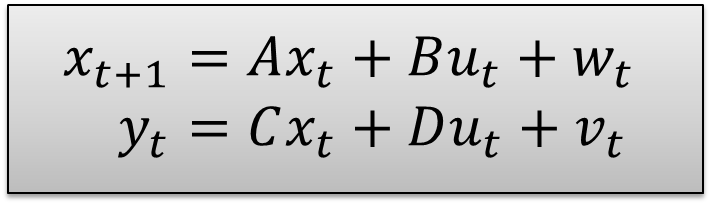 x_{t+1} = Ax_t + Bu_t + w_t
y_t = Cx_t + Du_t + v_t